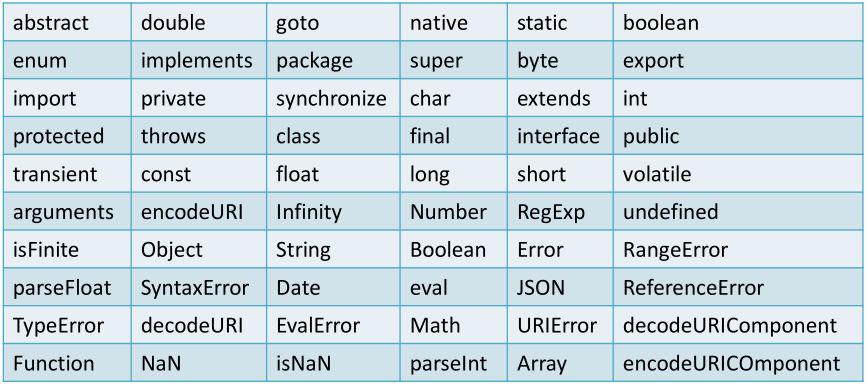 abstract double goto native static boolean
enum implements package super byte export
import private synchronize char extends int
protected throws class final interface public
transient const float long short volatile
arguments encodeURI Infinity Number RegExp undefined
isFinite Object String Boolean Error RangeError
parseFloat SyntaxError Date eval JSON ReferenceError
TypeError decodeURI EvalError Math URIError decodeURIComponent
Function NaN isNaN parseInt Array encodeURICOmponent